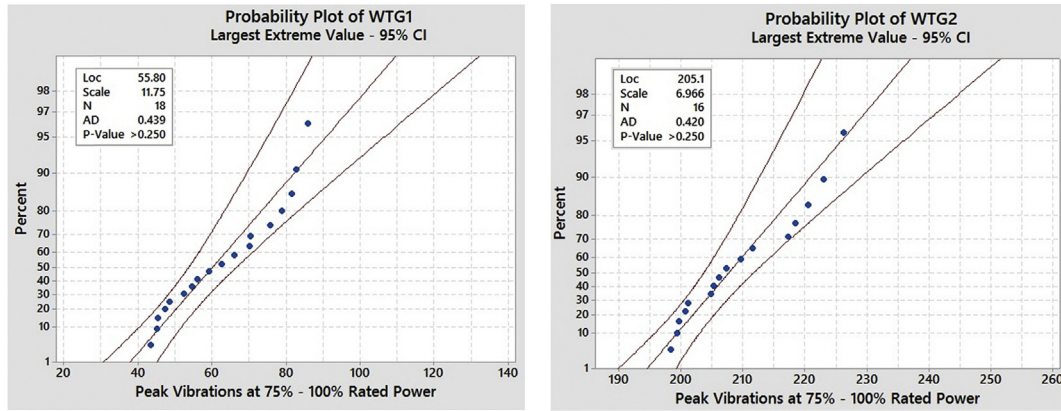 Probability Plot of WTG1
Largest Extreme Value - 95% CI
Loc 55.80
Scale 11.75
N 18
AD 0.439
P-Value >0.250
98
97
95
90
80
70
60
50
40
30
20
10
1
Percent
20 40 60 80 100 120 140
Peak Vibrations at 75% - 100% Rated Power
Probability Plot of WTG2
Largest Extreme Value - 95% CI
Loc 205.1
Scale 6.966
N 16
AD 0.420
P-Value >0.250
98
97
95
90
80
70
60
50
40
30
20
10
1
Percent
190 200 210 220 230 240 250 260
Peak Vibrations at 75% - 100% Rated Power